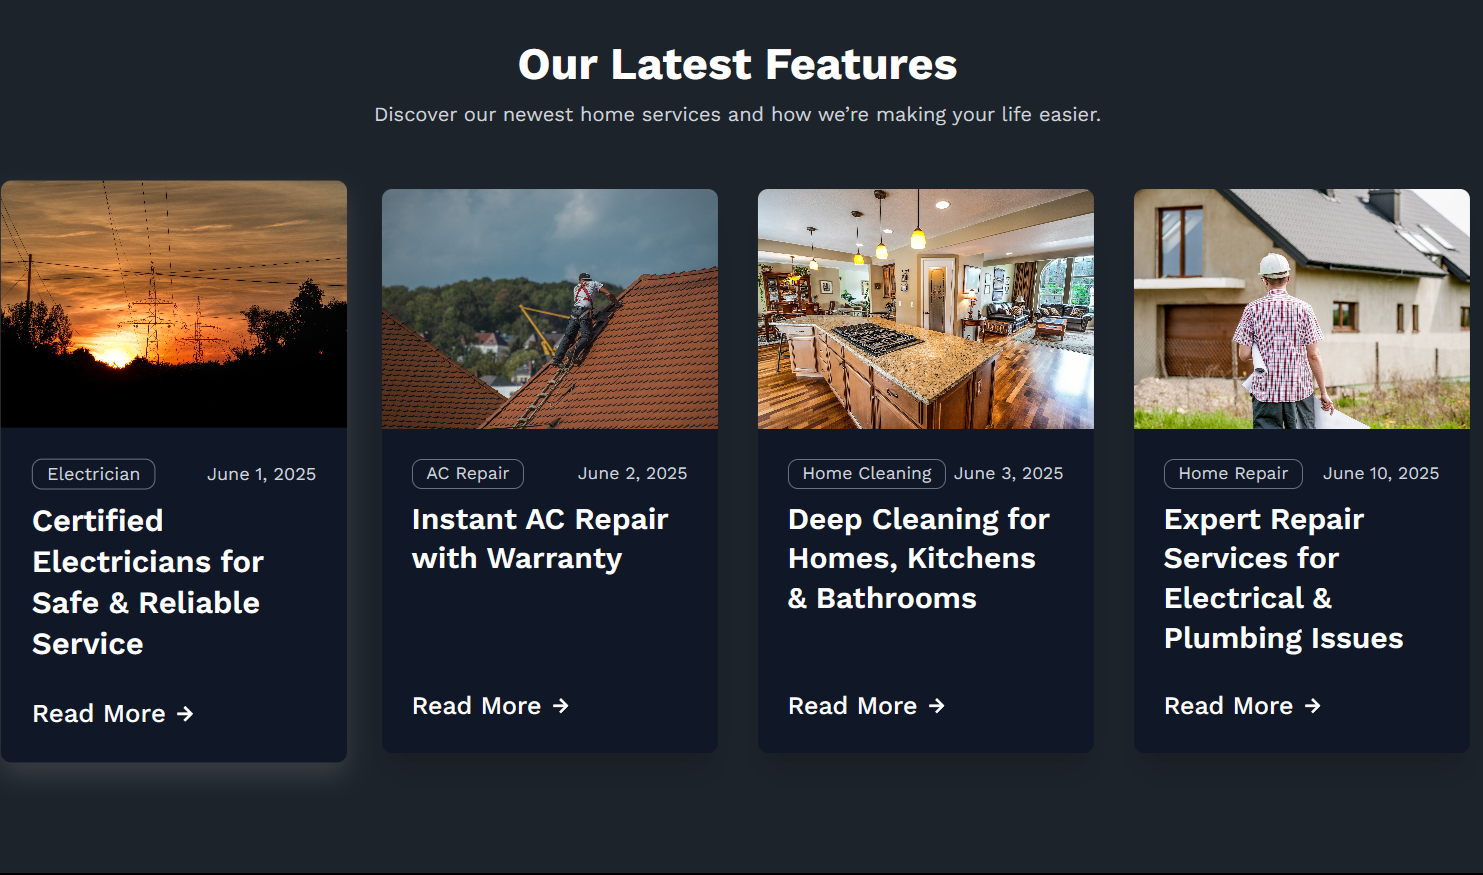 Our Latest Features
Discover our newest home services and how we’re making your life easier.
Electrician
June 1, 2025
Certified
Electricians for
Safe & Reliable
Service
Read More →
AC Repair
June 2, 2025
Instant AC Repair
with Warranty
Read More →
Home Cleaning
June 3, 2025
Deep Cleaning for
Homes, Kitchens
& Bathrooms
Read More →
Home Repair
June 10, 2025
Expert Repair
Services for
Electrical &
Plumbing Issues
Read More →